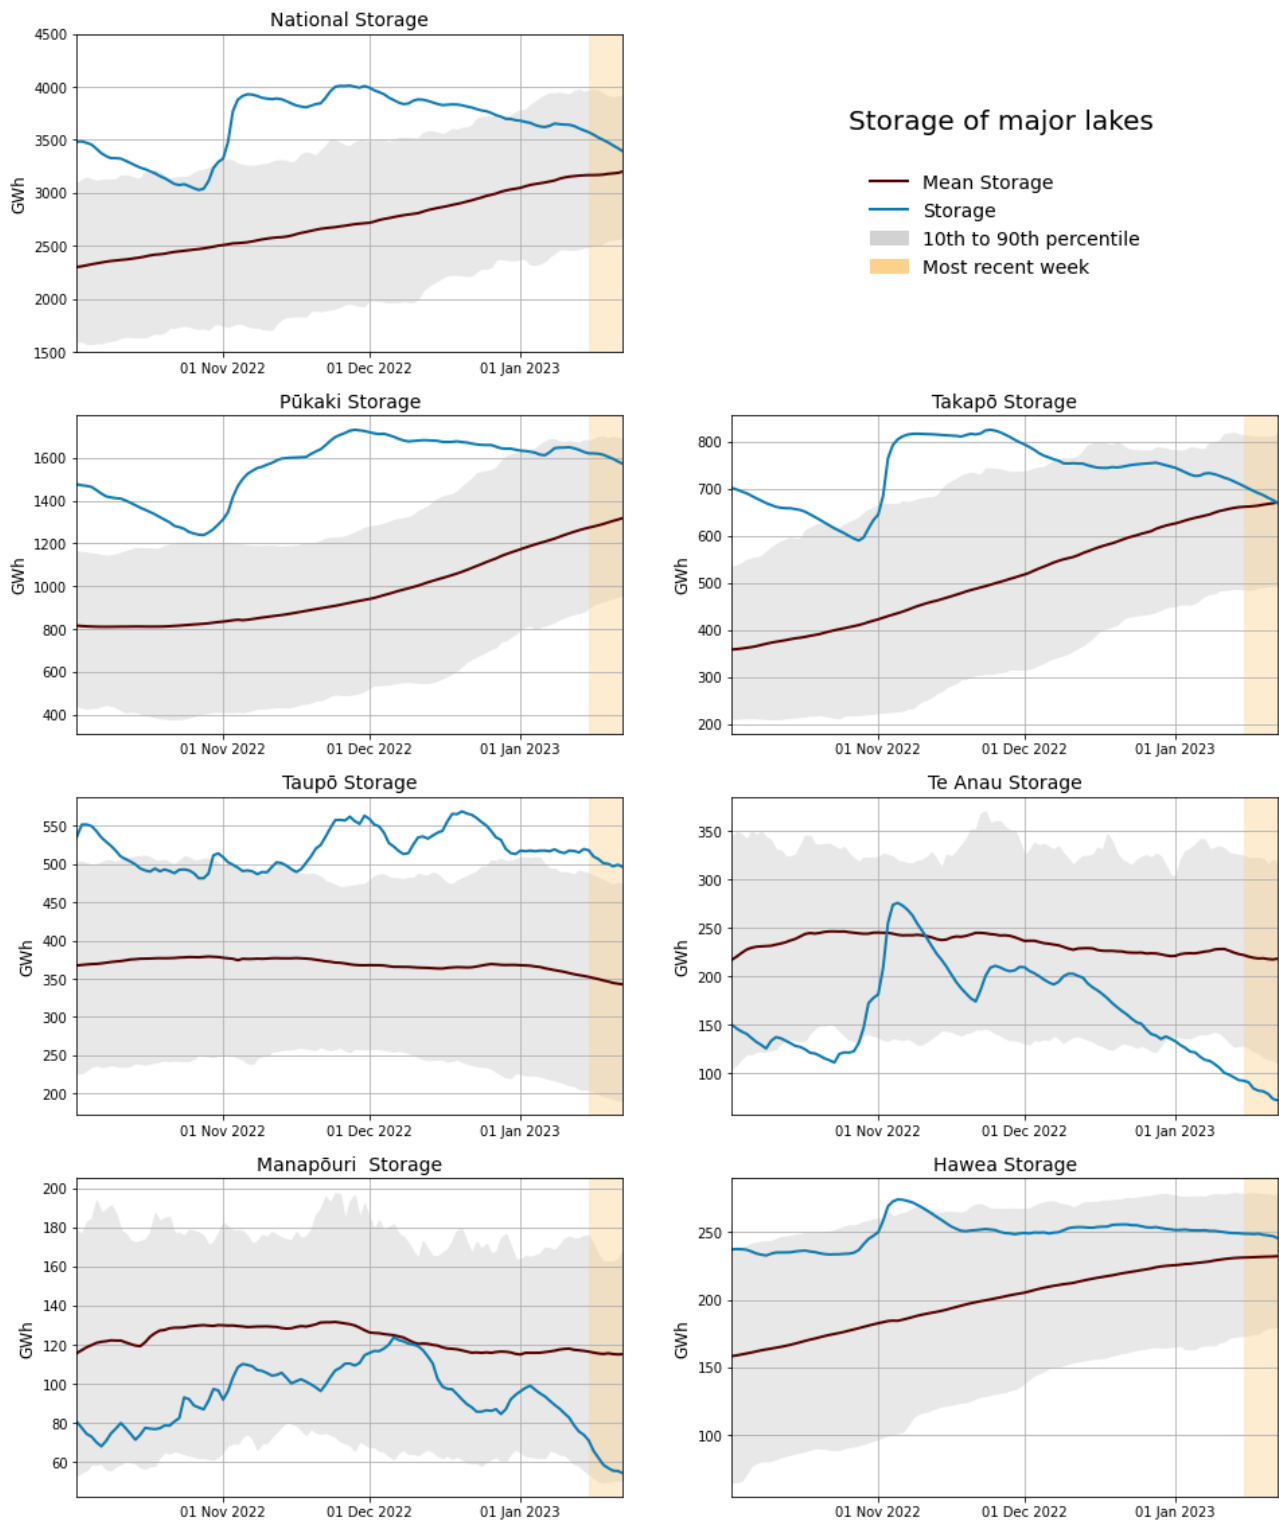 National Storage
4500
4000
3500
3000
2500
2000
1500
GWh
01 Nov 2022
01 Dec 2022
01 Jan 2023
Storage of major lakes
Mean Storage
Storage
10th to 90th percentile
Most recent week
Pūkaki Storage
1600
1400
1200
1000
800
600
400
GWh
01 Nov 2022
01 Dec 2022
01 Jan 2023
Takapō Storage
800
700
600
500
400
300
200
GWh
01 Nov 2022
01 Dec 2022
01 Jan 2023
Taupō Storage
550
500
450
400
350
300
250
200
GWh
01 Nov 2022
01 Dec 2022
01 Jan 2023
Te Anau Storage
350
300
250
200
150
100
GWh
01 Nov 2022
01 Dec 2022
01 Jan 2023
Manapōuri  Storage
200
180
160
140
120
100
80
60
GWh
01 Nov 2022
01 Dec 2022
01 Jan 2023
Hawea Storage
250
200
150
100
GWh
01 Nov 2022
01 Dec 2022
01 Jan 2023